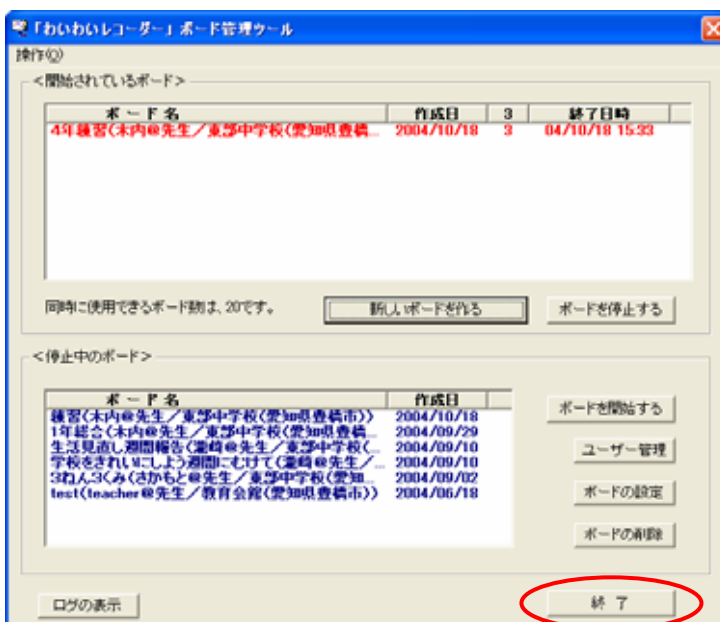 「わいわいレコーダー」ボード管理ツール
操作(O)
<開始されているボード>
ボード名 作成日 3 終了日時
4年練習(木内@先生/東部中学校(愛知県豊橋... 2004/10/18 3 04/10/18 15:33
同時に使用できるボード数は、20です。 新しいボードを作る ボードを停止する
<停止中のボード>
ボード名 作成日
練習(木内@先生/東部中学校(愛知県豊橋市)) 2004/10/18
1年総合(木内@先生/東部中学校(愛知県豊橋... 2004/09/29
生活見直し週間報告(瀧崎@先生/東部中学校(... 2004/09/10
学校をきれいにしよう週間にむけて(瀧崎@先生/... 2004/09/10
3ねん3くみ(さかもと@先生/東部中学校(愛知... 2004/09/02
test(teacher@先生/教育会館(愛知県豊橋市)) 2004/06/18
ボードを開始する
ユーザー管理
ボードの設定
ボードの削除
ログの表示 終了